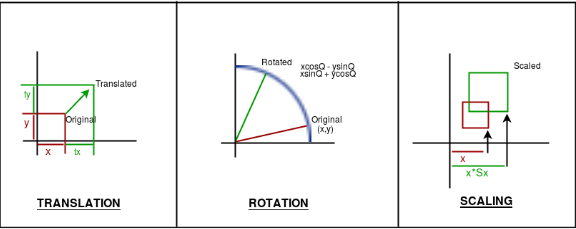 Translated
ty
Original
y
x
tx
TRANSLATION
Rotated
xcosQ - ysinQ
xsinQ + ycosQ
Original
(x,y)
ROTATION
Scaled
x
x*Sx
SCALING